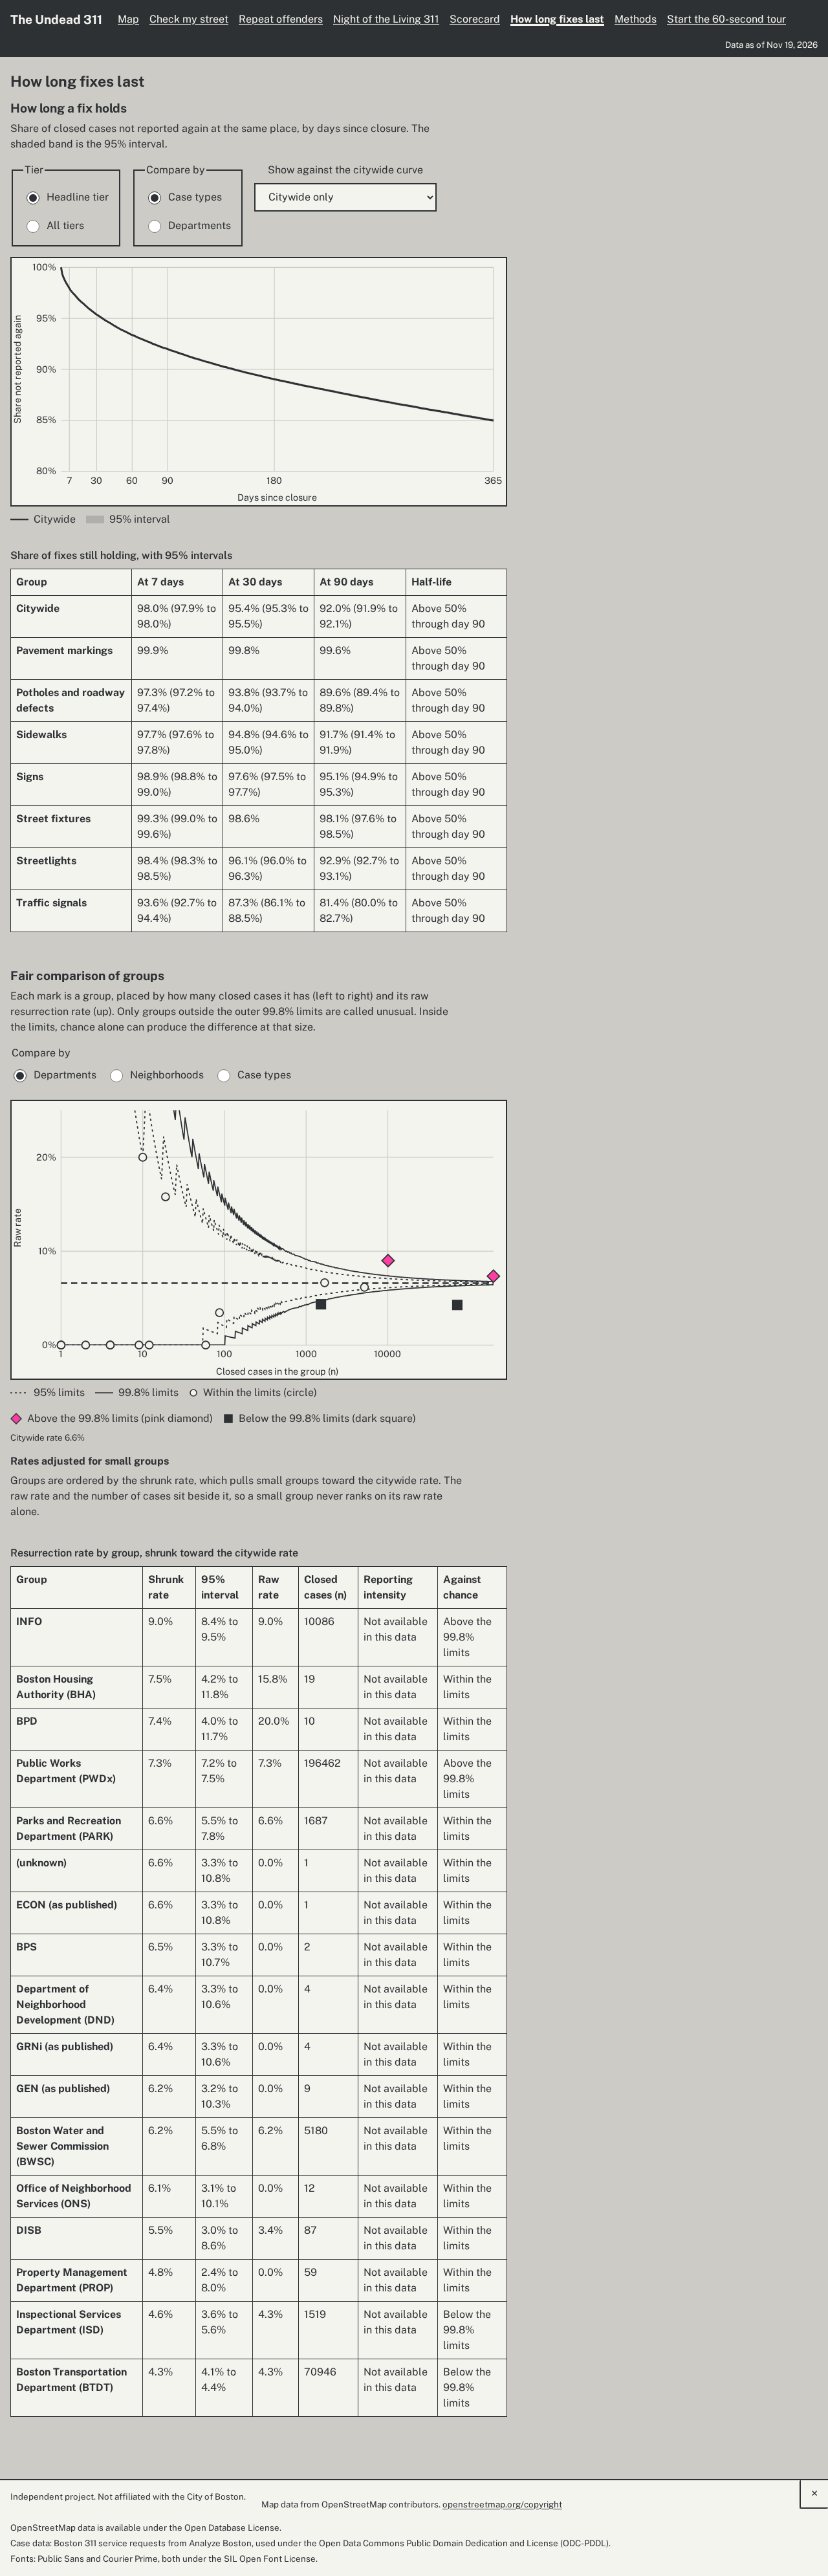 The Undead 311 Map Check my street Repeat offenders Night of the Living 311 Scorecard How long fixes last Methods Start the 60-second tour
Data as of Nov 19, 2026
How long fixes last
How long a fix holds
Share of closed cases not reported again at the same place, by days since closure. The
shaded band is the 95% interval.
Tier
Headline tier
All tiers
Compare by
Case types
Departments
Show against the citywide curve
Citywide only
100%
95%
90%
85%
80%
Share not reported again
7 30 60 90 180 365
Days since closure
Citywide 95% interval
Share of fixes still holding, with 95% intervals
Group At 7 days At 30 days At 90 days Half-life
Citywide 98.0% (97.9% to 95.4% (95.3% to 92.0% (91.9% to Above 50%
98.0%) 95.5%) 92.1%) through day 90
Pavement markings 99.9% 99.8% 99.6% Above 50%
through day 90
Potholes and roadway 97.3% (97.2% to 93.8% (93.7% to 89.6% (89.4% to Above 50%
defects 97.4%) 94.0%) 89.8%) through day 90
Sidewalks 97.7% (97.6% to 94.8% (94.6% to 91.7% (91.4% to Above 50%
97.8%) 95.0%) 91.9%) through day 90
Signs 98.9% (98.8% to 97.6% (97.5% to 95.1% (94.9% to Above 50%
99.0%) 97.7%) 95.3%) through day 90
Street fixtures 99.3% (99.0% to 98.6% 98.1% (97.6% to Above 50%
99.6%) 98.5%) through day 90
Streetlights 98.4% (98.3% to 96.1% (96.0% to 92.9% (92.7% to Above 50%
98.5%) 96.3%) 93.1%) through day 90
Traffic signals 93.6% (92.7% to 87.3% (86.1% to 81.4% (80.0% to Above 50%
94.4%) 88.5%) 82.7%) through day 90
Fair comparison of groups
Each mark is a group, placed by how many closed cases it has (left to right) and its raw
resurrection rate (up). Only groups outside the outer 99.8% limits are called unusual. Inside
the limits, chance alone can produce the difference at that size.
Compare by
Departments Neighborhoods Case types
20%
10%
0%
Raw rate
1 10 100 1000 10000
Closed cases in the group (n)
95% limits 99.8% limits Within the limits (circle)
Above the 99.8% limits (pink diamond) Below the 99.8% limits (dark square)
Citywide rate 6.6%
Rates adjusted for small groups
Groups are ordered by the shrunk rate, which pulls small groups toward the citywide rate. The
raw rate and the number of cases sit beside it, so a small group never ranks on its raw rate
alone.
Resurrection rate by group, shrunk toward the citywide rate
Group Shrunk 95% Raw Closed Reporting Against
rate interval rate cases (n) intensity chance
INFO 9.0% 8.4% to 9.0% 10086 Not available Above the
9.5% in this data 99.8%
limits
Boston Housing 7.5% 4.2% to 15.8% 19 Not available Within the
Authority (BHA) 11.8% in this data limits
BPD 7.4% 4.0% to 20.0% 10 Not available Within the
11.7% in this data limits
Public Works 7.3% 7.2% to 7.3% 196462 Not available Above the
Department (PWDx) 7.5% in this data 99.8%
limits
Parks and Recreation 6.6% 5.5% to 6.6% 1687 Not available Within the
Department (PARK) 7.8% in this data limits
(unknown) 6.6% 3.3% to 0.0% 1 Not available Within the
10.8% in this data limits
ECON (as published) 6.6% 3.3% to 0.0% 1 Not available Within the
10.8% in this data limits
BPS 6.5% 3.3% to 0.0% 2 Not available Within the
10.7% in this data limits
Department of 6.4% 3.3% to 0.0% 4 Not available Within the
Neighborhood 10.6% in this data limits
Development (DND)
GRNi (as published) 6.4% 3.3% to 0.0% 4 Not available Within the
10.6% in this data limits
GEN (as published) 6.2% 3.2% to 0.0% 9 Not available Within the
10.3% in this data limits
Boston Water and 6.2% 5.5% to 6.2% 5180 Not available Within the
Sewer Commission 6.8% in this data limits
(BWSC)
Office of Neighborhood 6.1% 3.1% to 0.0% 12 Not available Within the
Services (ONS) 10.1% in this data limits
DISB 5.5% 3.0% to 3.4% 87 Not available Within the
8.6% in this data limits
Property Management 4.8% 2.4% to 0.0% 59 Not available Within the
Department (PROP) 8.0% in this data limits
Inspectional Services 4.6% 3.6% to 4.3% 1519 Not available Below the
Department (ISD) 5.6% in this data 99.8%
limits
Boston Transportation 4.3% 4.1% to 4.3% 70946 Not available Below the
Department (BTDT) 4.4% in this data 99.8%
limits
Independent project. Not affiliated with the City of Boston.
Map data from OpenStreetMap contributors. openstreetmap.org/copyright
×
OpenStreetMap data is available under the Open Database License.
Case data: Boston 311 service requests from Analyze Boston, used under the Open Data Commons Public Domain Dedication and License (ODC-PDDL).
Fonts: Public Sans and Courier Prime, both under the SIL Open Font License.